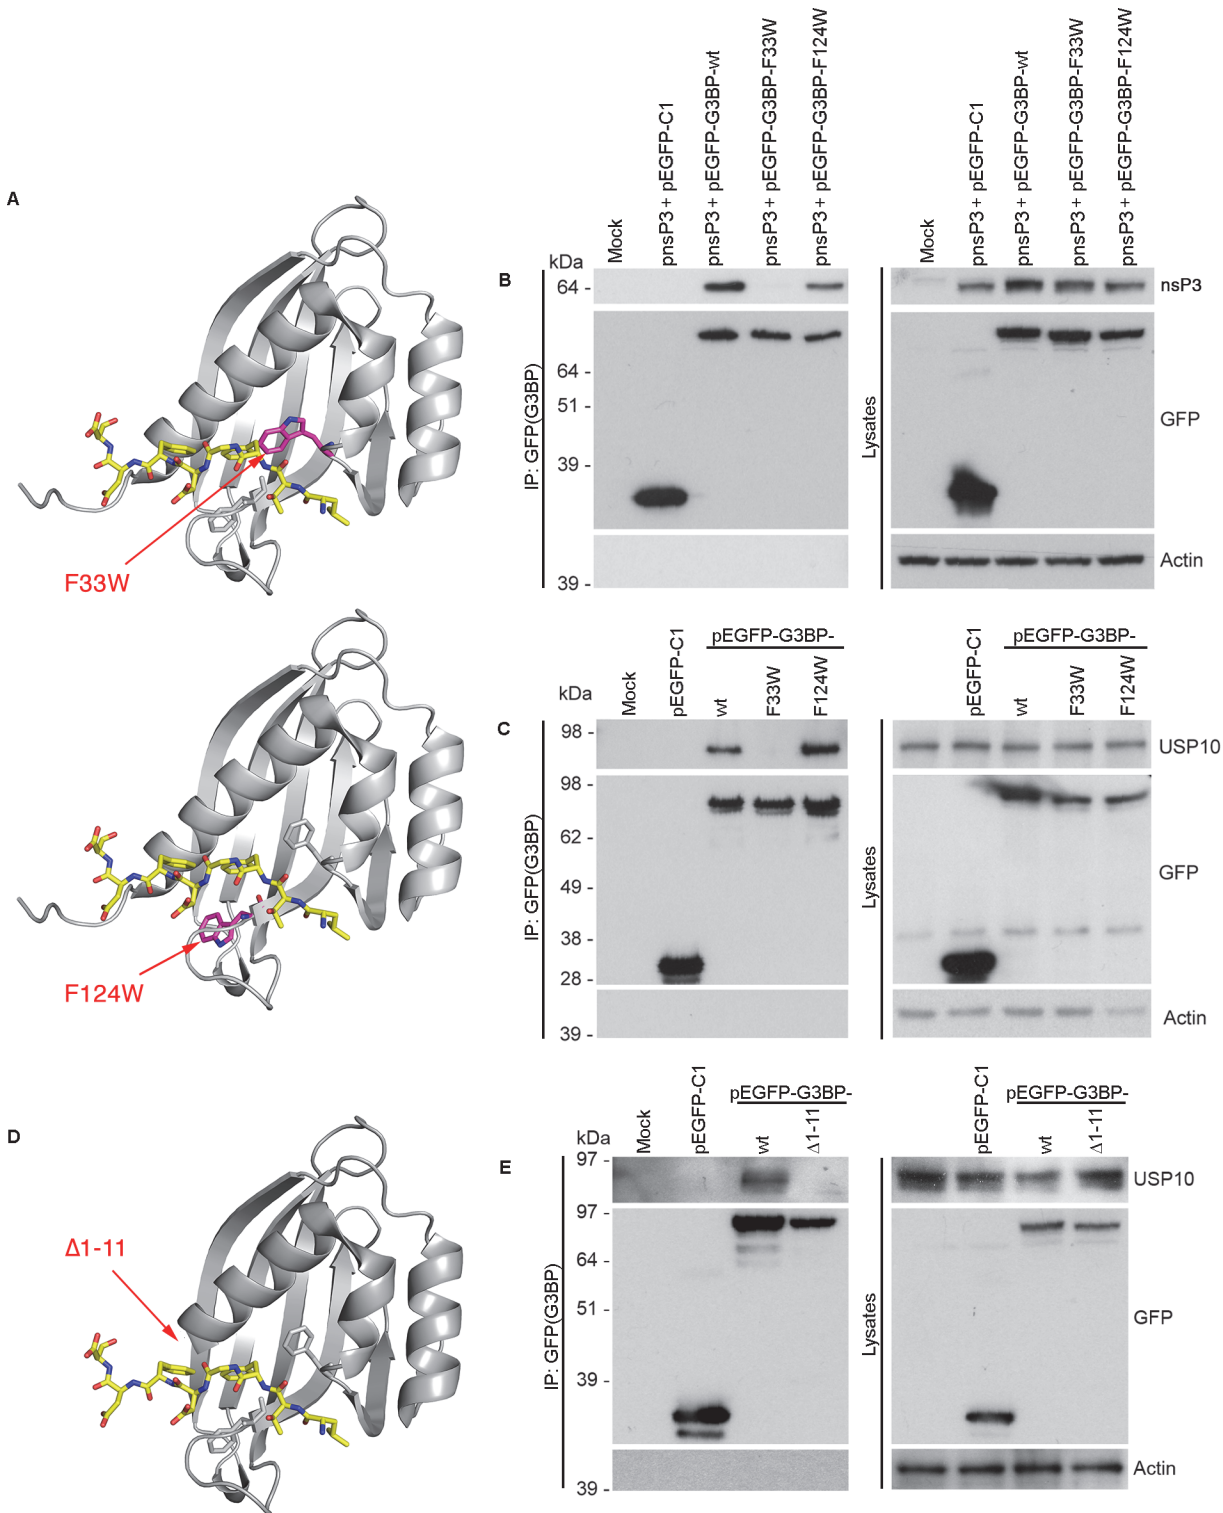 A
F33W
F124W
B
Mock
pnsP3 + pEGFP-C1
pnsP3 + pEGFP-G3BP-wt
pnsP3 + pEGFP-G3BP-F33W
pnsP3 + pEGFP-G3BP-F124W
Mock
pnsP3 + pEGFP-C1
pnsP3 + pEGFP-G3BP-wt
pnsP3 + pEGFP-G3BP-F33W
pnsP3 + pEGFP-G3BP-F124W
kDa
64 -
64 -
51 -
39 -
39 -
IP: GFP(G3BP)
Lysates
nsP3
GFP
Actin
C
Mock
pEGFP-C1
pEGFP-G3BP-
wt
F33W
F124W
pEGFP-C1
pEGFP-G3BP-
wt
F33W
F124W
kDa
98 -
98 -
62 -
49 -
38 -
28 -
39 -
IP: GFP(G3BP)
Lysates
USP10
GFP
Actin
D
Δ1-11
E
Mock
pEGFP-C1
pEGFP-G3BP-
wt
Δ1-11
pEGFP-C1
pEGFP-G3BP-
wt
Δ1-11
kDa
97 -
97 -
64 -
51 -
39 -
39 -
IP: GFP(G3BP)
Lysates
USP10
GFP
Actin